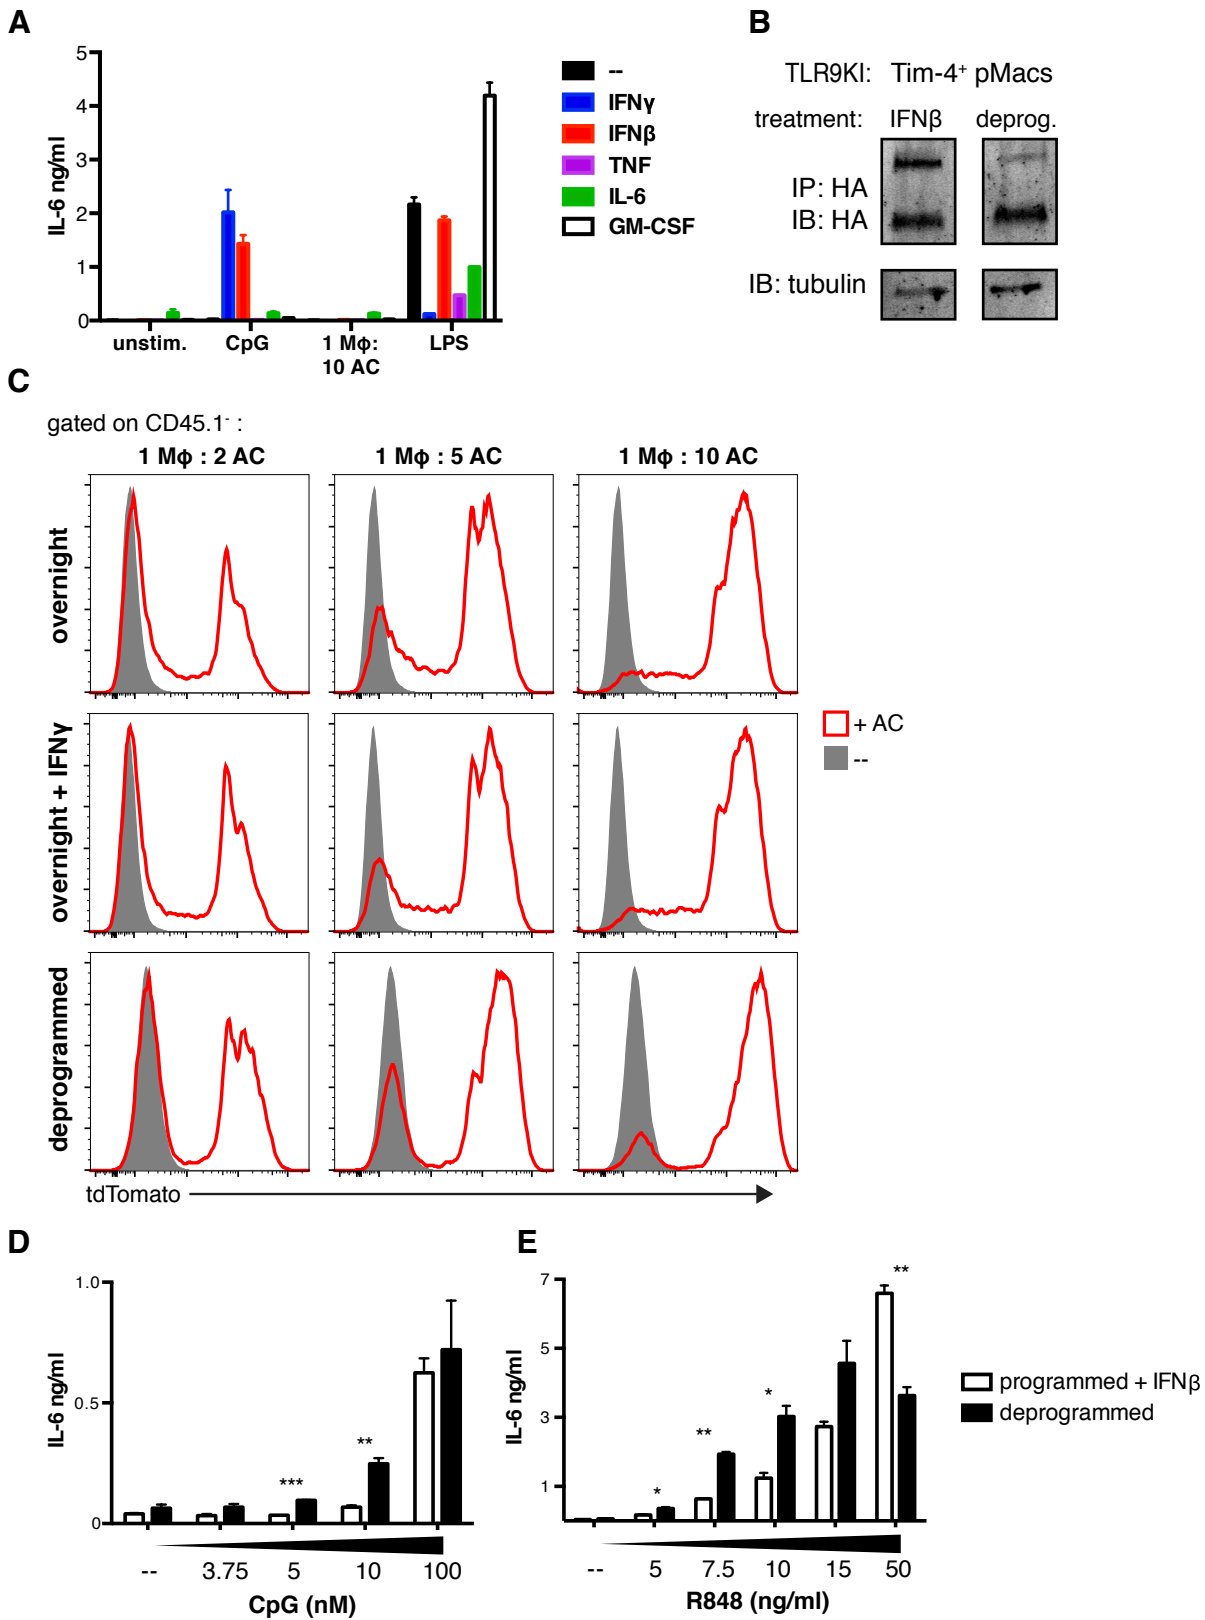 A
5
4
3
2
1
0
IL-6 ng/ml
unstim.
CpG
1 Mϕ:
10 AC
LPS
--
IFNγ
IFNβ
TNF
IL-6
GM-CSF
B
TLR9KI: Tim-4⁺ pMacs
treatment: IFNβ deprog.
IP: HA
IB: HA
IB: tubulin
C
gated on CD45.1⁻ :
1 Mϕ : 2 AC
1 Mϕ : 5 AC
1 Mϕ : 10 AC
overnight
overnight + IFNγ
deprogrammed
+ AC
--
tdTomato
D
1.0
0.5
0
IL-6 ng/ml
***
**
-- 3.75 5 10 100
CpG (nM)
E
7
5
3
1
IL-6 ng/ml
*
**
*
**
-- 5 7.5 10 15 50
R848 (ng/ml)
programmed + IFNβ
deprogrammed